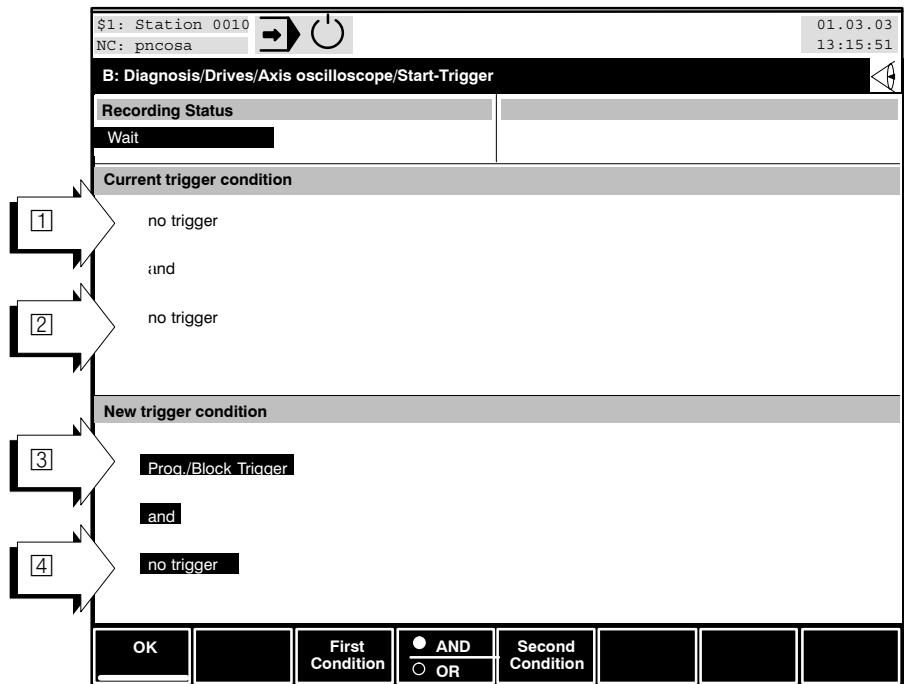 $1: Station 0010
NC: pncosa
01.03.03
13:15:51
B: Diagnosis/Drives/Axis oscilloscope/Start-Trigger
Recording Status
Wait
Current trigger condition
1
no trigger
and
2
no trigger
New trigger condition
3
Prog./Block Trigger
and
4
no trigger
OK
First
Condition
AND
OR
Second
Condition